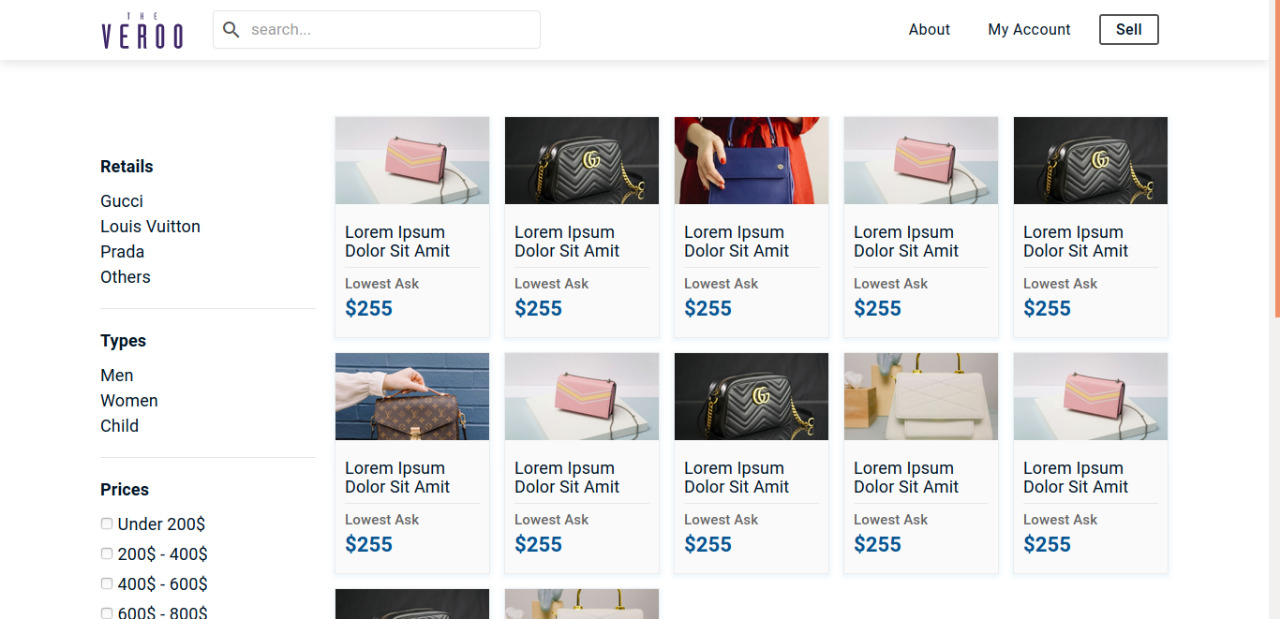 THE
VEROO
search...
About
My Account
Sell
Retails
Gucci
Louis Vuitton
Prada
Others
Types
Men
Women
Child
Prices
Under 200$
200$ - 400$
400$ - 600$
600$ - 800$
Lorem Ipsum
Dolor Sit Amit
Lowest Ask
$255
Lorem Ipsum
Dolor Sit Amit
Lowest Ask
$255
Lorem Ipsum
Dolor Sit Amit
Lowest Ask
$255
Lorem Ipsum
Dolor Sit Amit
Lowest Ask
$255
Lorem Ipsum
Dolor Sit Amit
Lowest Ask
$255
Lorem Ipsum
Dolor Sit Amit
Lowest Ask
$255
Lorem Ipsum
Dolor Sit Amit
Lowest Ask
$255
Lorem Ipsum
Dolor Sit Amit
Lowest Ask
$255
Lorem Ipsum
Dolor Sit Amit
Lowest Ask
$255
Lorem Ipsum
Dolor Sit Amit
Lowest Ask
$255